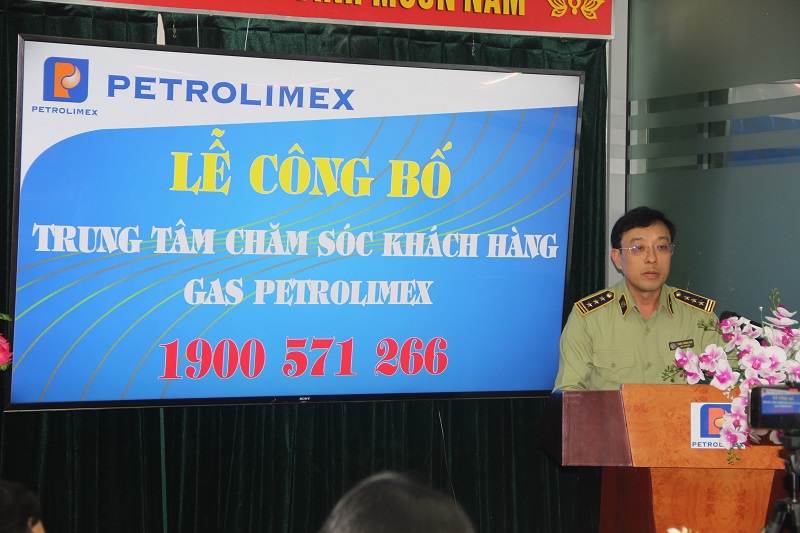 MUÔN NĂM
PETROLIMEX
PETROLIMEX
LỄ CÔNG BỐ
TRUNG TÂM CHĂM SÓC KHÁCH HÀNG
GAS PETROLIMEX
1900 571 266
SONY